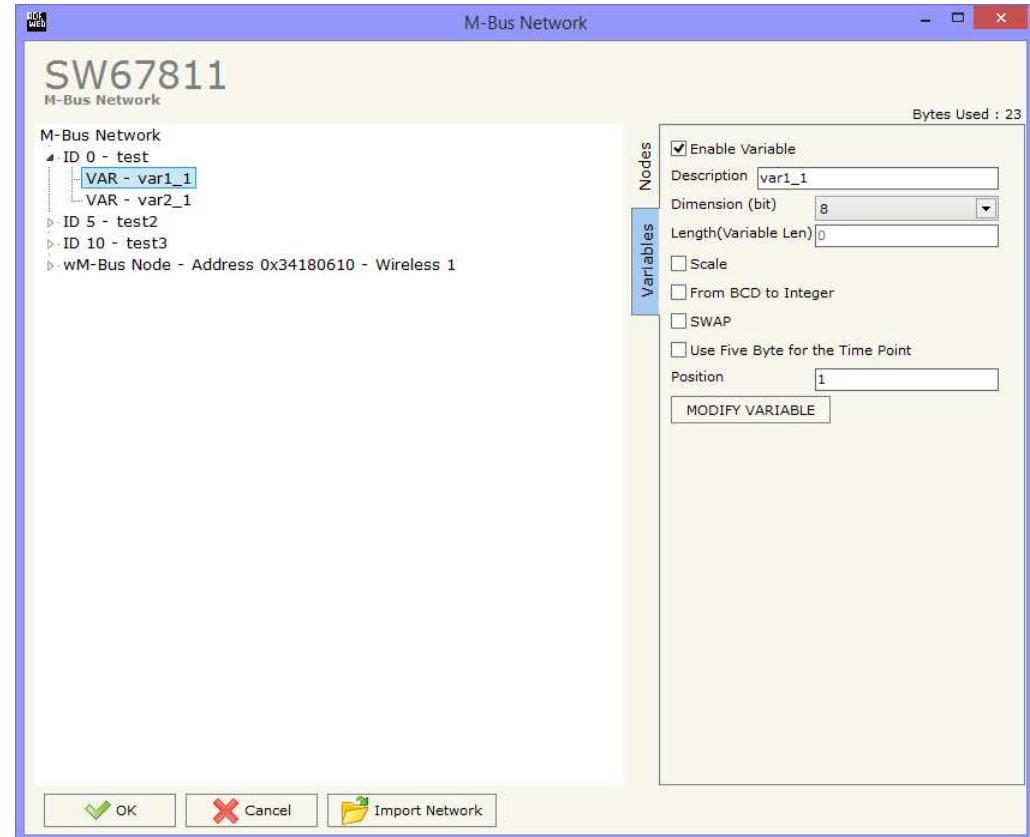 ADF
WEB
M-Bus Network
SW67811
M-Bus Network
Bytes Used : 23
M-Bus Network
ID 0 - test
VAR - var1_1
VAR - var2_1
ID 5 - test2
ID 10 - test3
wM-Bus Node - Address 0x34180610 - Wireless 1
Nodes
Variables
Enable Variable
Description var1_1
Dimension (bit) 8
Length(Variable Len) 0
Scale
From BCD to Integer
SWAP
Use Five Byte for the Time Point
Position 1
MODIFY VARIABLE
OK
Cancel
Import Network